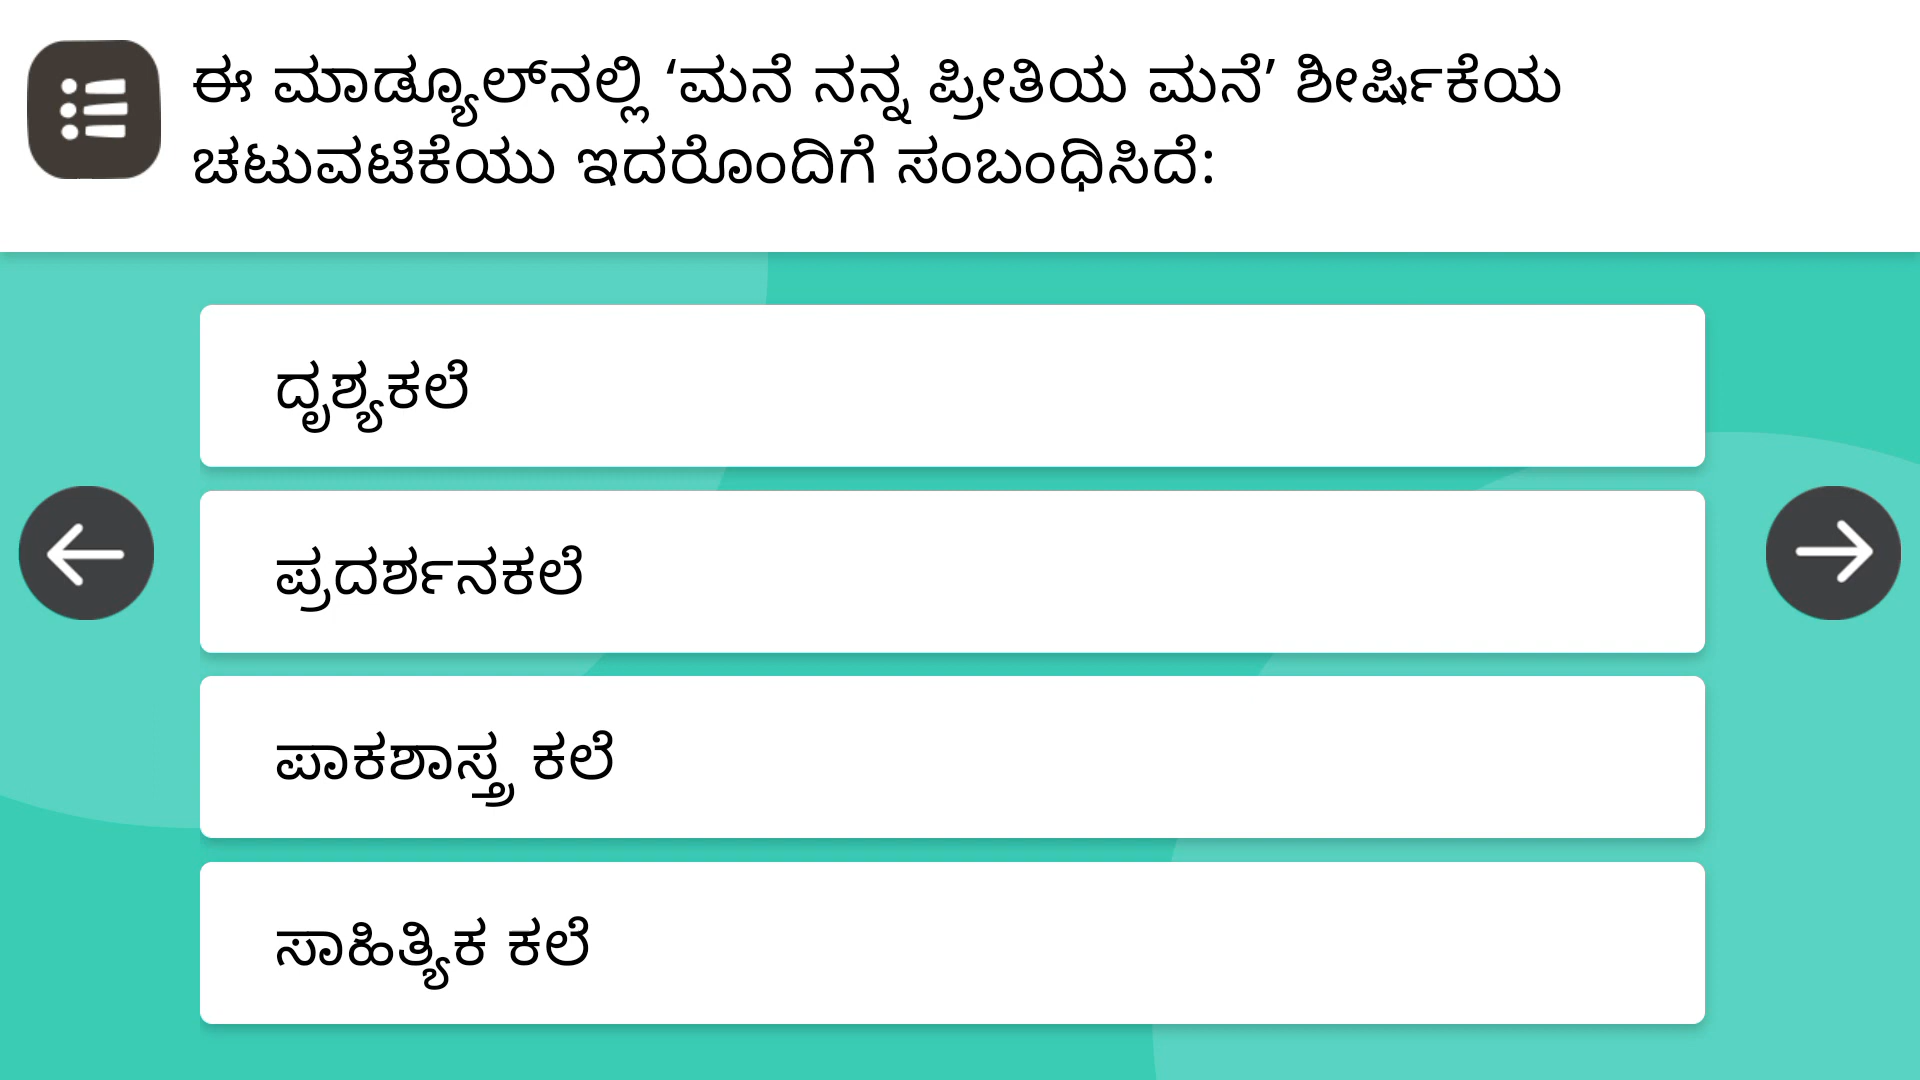 ಈ ಮಾಡ್ಯೂಲ್‌ನಲ್ಲಿ ‘ಮನೆ ನನ್ನ ಪ್ರೀತಿಯ ಮನೆ’ ಶೀರ್ಷಿಕೆಯ
ಚಟುವಟಿಕೆಯು ಇದರೊಂದಿಗೆ ಸಂಬಂಧಿಸಿದೆ:
ದೃಶ್ಯಕಲೆ
ಪ್ರದರ್ಶನಕಲೆ
ಪಾಕಶಾಸ್ತ್ರ ಕಲೆ
ಸಾಹಿತ್ಯಿಕ ಕಲೆ